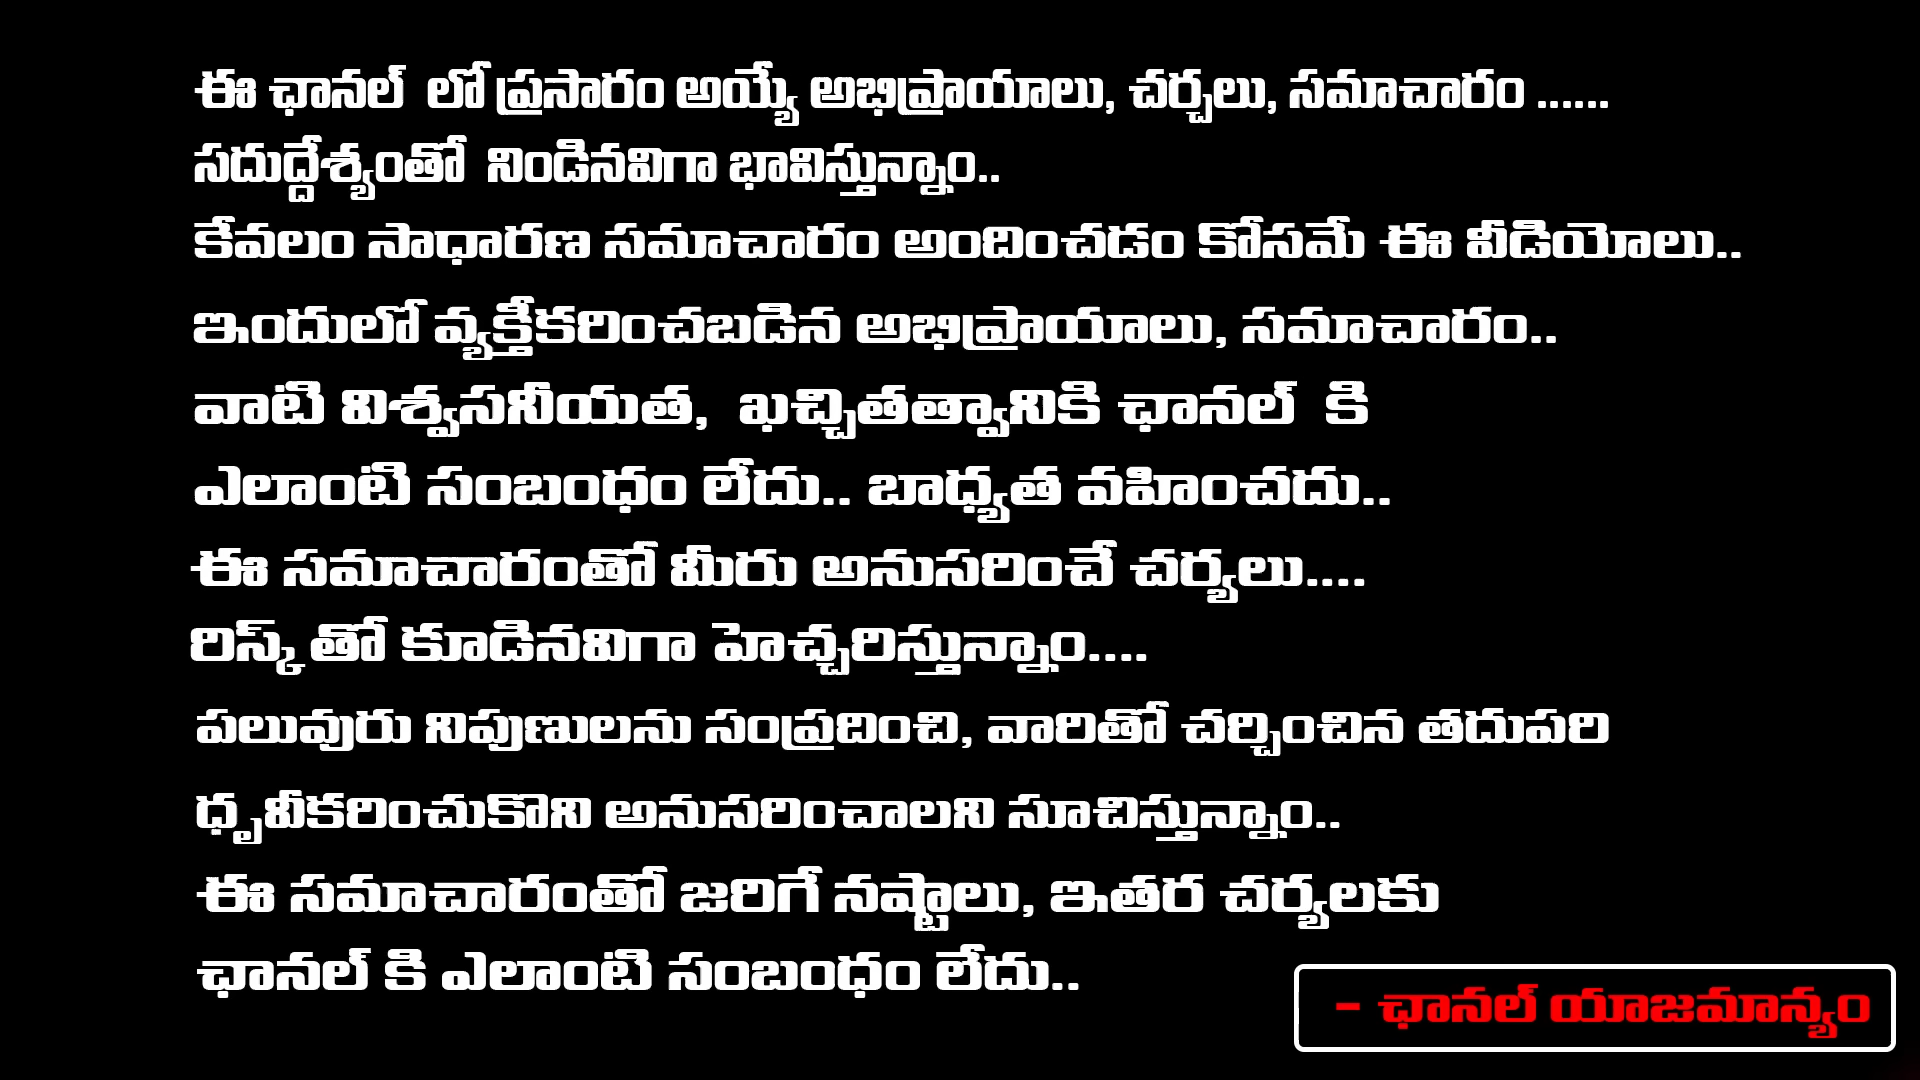 ఈ ఛానల్ లో ప్రసారం అయ్యే అభిప్రాయాలు, చర్చలు, సమాచారం ......
సదుద్దేశ్యంతో నిండినవిగా భావిస్తున్నాం..
కేవలం సాధారణ సమాచారం అందించడం కోసమే ఈ వీడియోలు..
ఇందులో వ్యక్తీకరించబడిన అభిప్రాయాలు, సమాచారం..
వాటి విశ్వసనీయత, ఖచ్చితత్వానికి ఛానల్ కి
ఎలాంటి సంబంధం లేదు.. బాధ్యత వహించదు..
ఈ సమాచారంతో మీరు అనుసరించే చర్యలు....
రిస్క్ తో కూడినవిగా హెచ్చరిస్తున్నాం....
పలువురు నిపుణులను సంప్రదించి, వారితో చర్చించిన తదుపరి
ధృవీకరించుకొని అనుసరించాలని సూచిస్తున్నాం..
ఈ సమాచారంతో జరిగే నష్టాలు, ఇతర చర్యలకు
ఛానల్ కి ఎలాంటి సంబంధం లేదు..
- ఛానల్ యాజమాన్యం